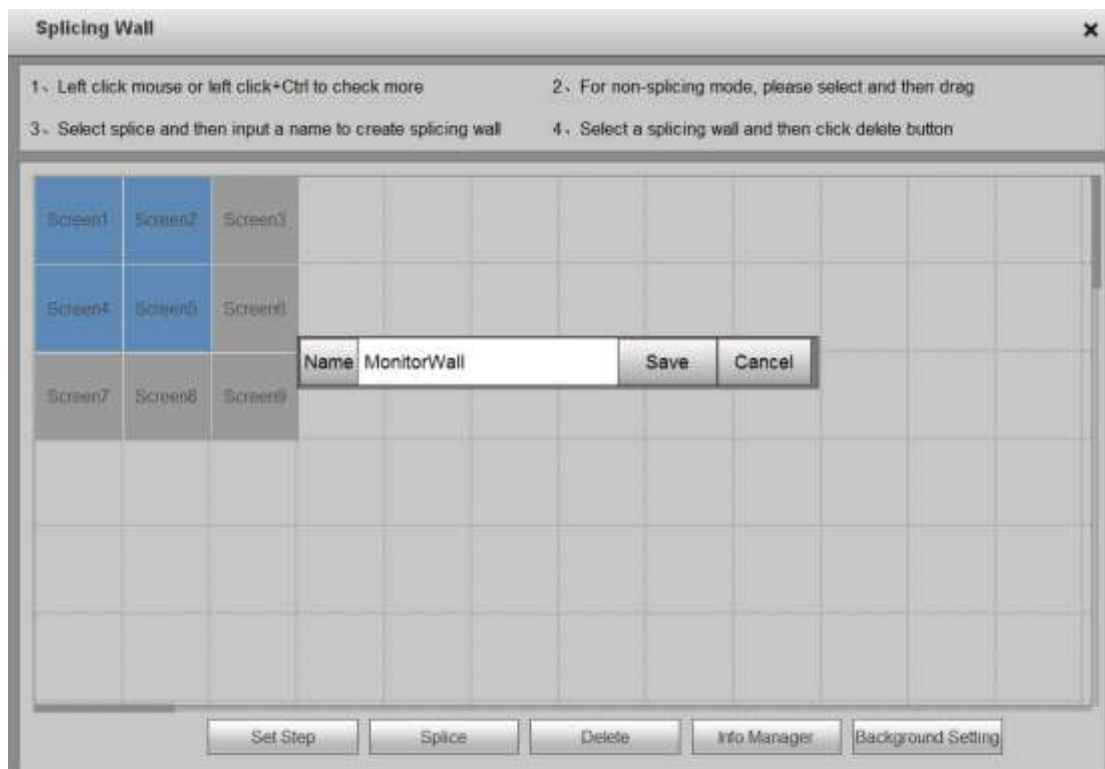 Splicing Wall
1、Left click mouse or left click+Ctrl to check more
2、For non-splicing mode, please select and then drag
3、Select splice and then input a name to create splicing wall
4、Select a splicing wall and then click delete button
Screen1 Screen2 Screen3
Screen4 Screen5 Screen6
Name MonitorWall Save Cancel
Screen7 Screen8 Screen9
Set Step Splice Delete Info Manager Background Setting